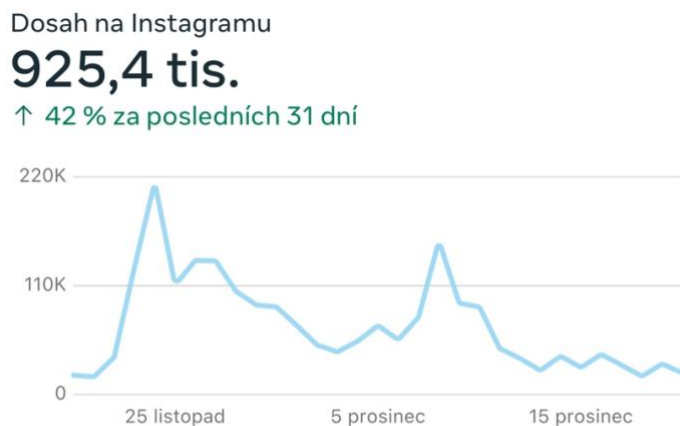 Dosah na Instagramu
925,4 tis.
↑ 42 % za posledních 31 dní
220K
110K
0
25 listopad 5 prosinec 15 prosinec